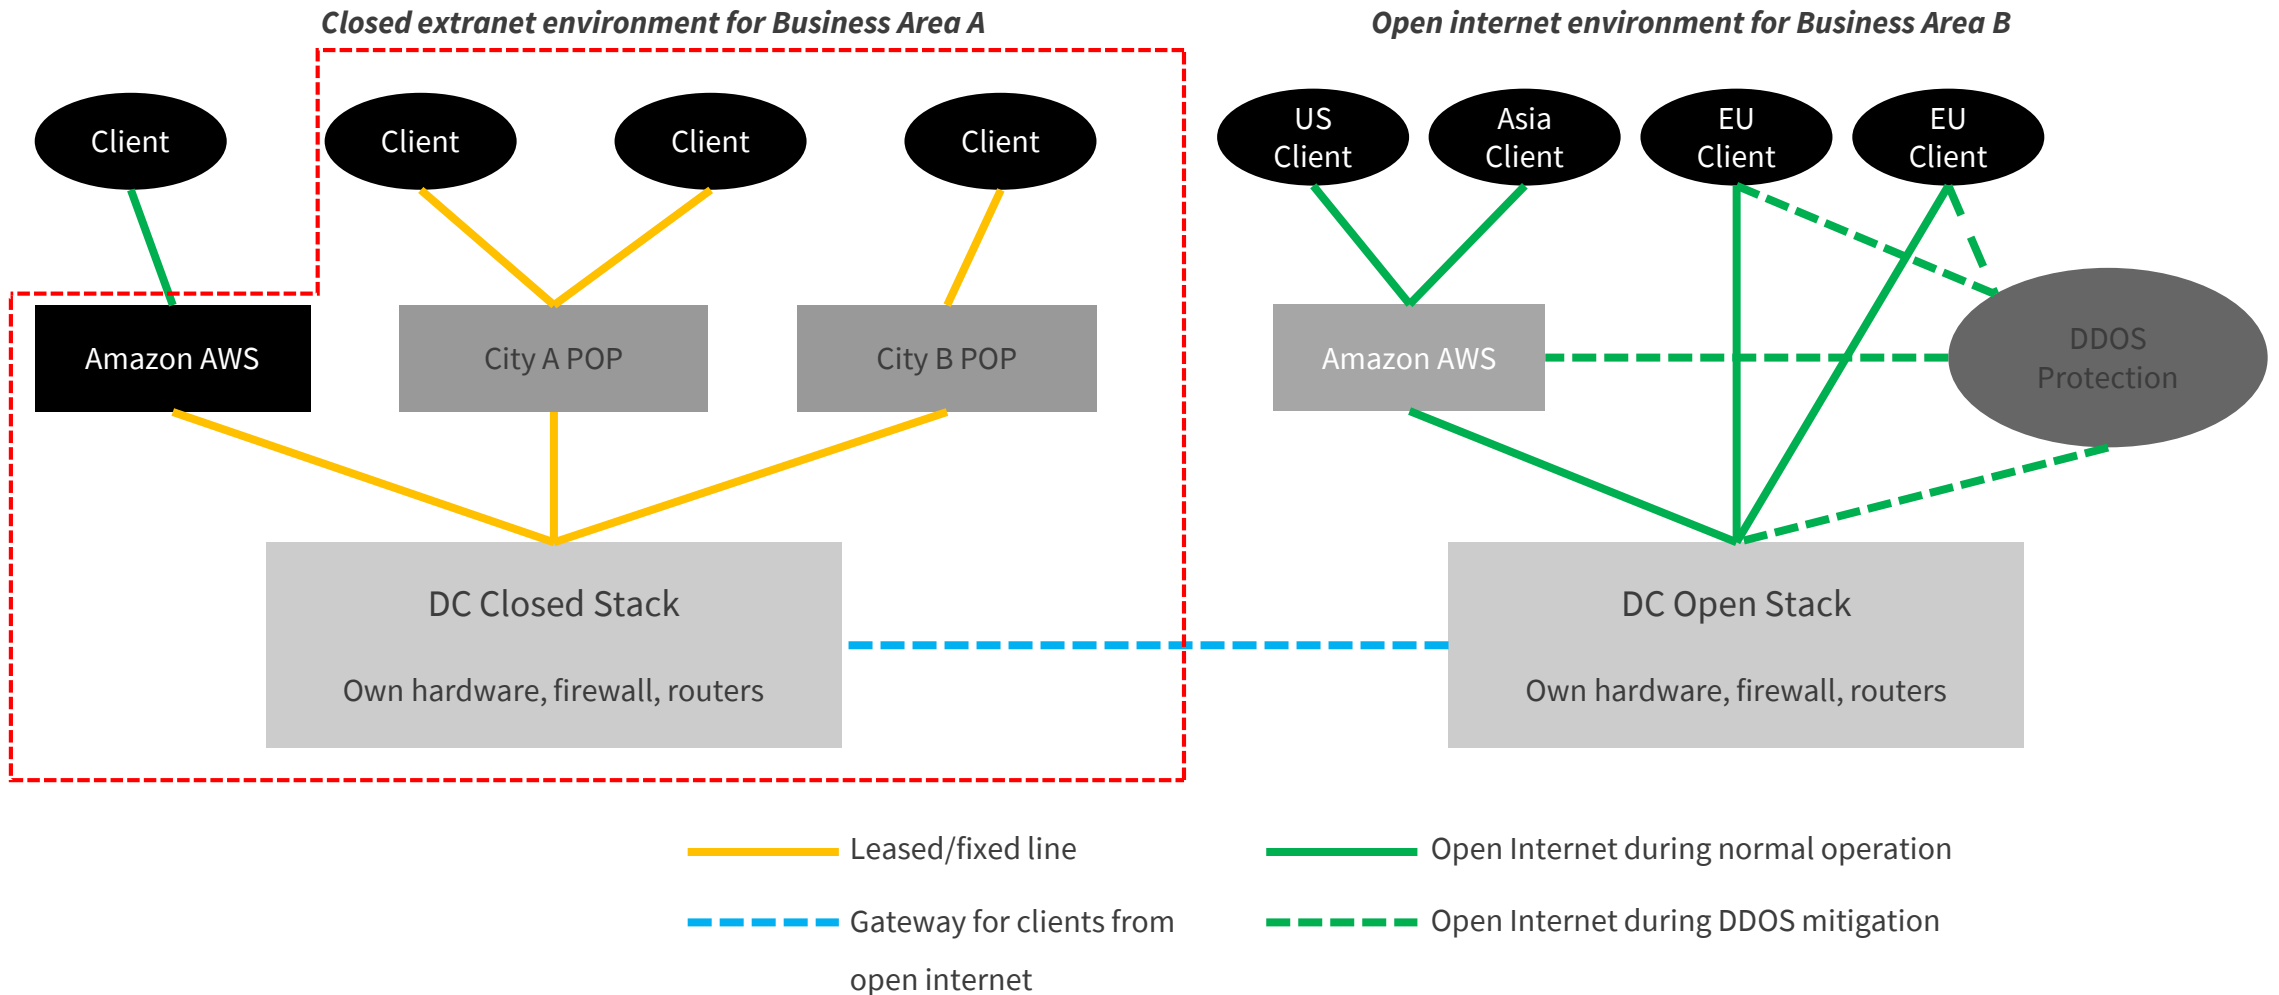 Closed extranet environment for Business Area A
Open internet environment for Business Area B
Client
Client
Client
Client
US
Client
Asia
Client
EU
Client
EU
Client
Amazon AWS
City A POP
City B POP
Amazon AWS
DDOS
Protection
DC Closed Stack
Own hardware, firewall, routers
DC Open Stack
Own hardware, firewall, routers
Leased/fixed line
Open Internet during normal operation
Gateway for clients from
open internet
Open Internet during DDOS mitigation